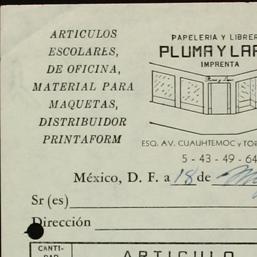 ARTICULOS
ESCOLARES,
DE OFICINA,
MATERIAL PARA
MAQUETAS,
DISTRIBUIDOR
PRINTAFORM
PAPELERIA Y LIBRER
PLUMA Y LAP
IMPRENTA
ESQ. AV. CUAUHTEMOC y TOR
5 - 43 - 49 - 64
México, D. F. a 18 de
Sr (es)
Dirección
CANTI-
DAD
ARTICULO